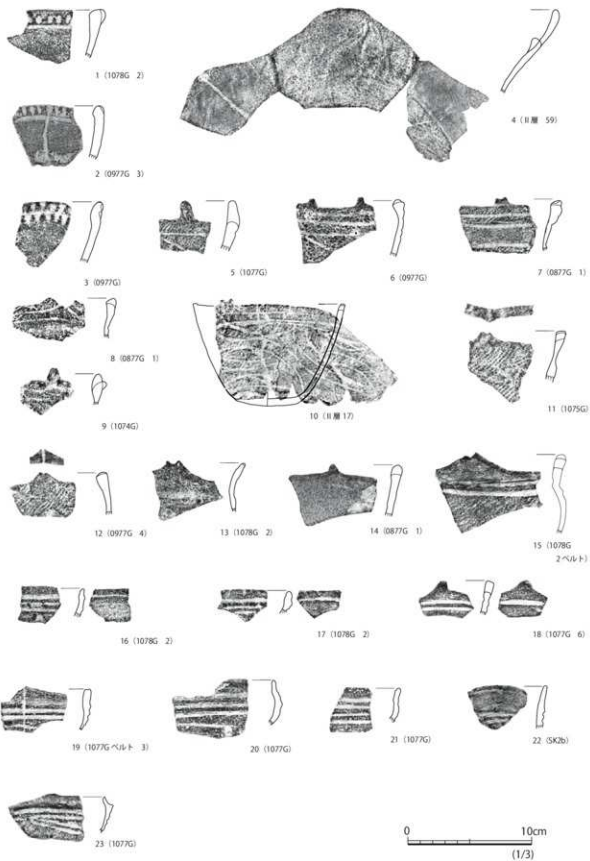 1 (1078G 2)
4 (Ⅱ層 59)
2 (0977G 3)
3 (0977G)
5 (1077G)
6 (0977G)
7 (0877G 1)
8 (0877G 1)
9 (1074G)
10 (Ⅱ層 17)
11 (1075G)
12 (0977G 4)
13 (1078G 2)
14 (0877G 1)
15 (1078G
2ベルト)
16 (1078G 2)
17 (1078G 2)
18 (1077G 6)
19 (1077Gベルト 3)
20 (1077G)
21 (1077G)
22 (SK2b)
23 (1077G)
0 10cm
(1/3)